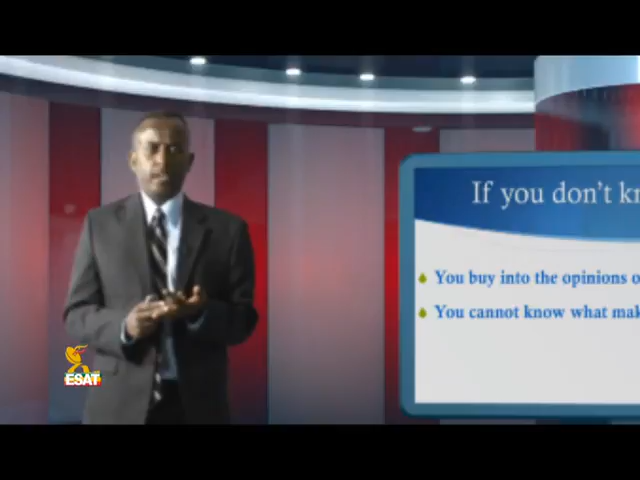 If you don't kn
You buy into the opinions o
You cannot know what mak
ESAT